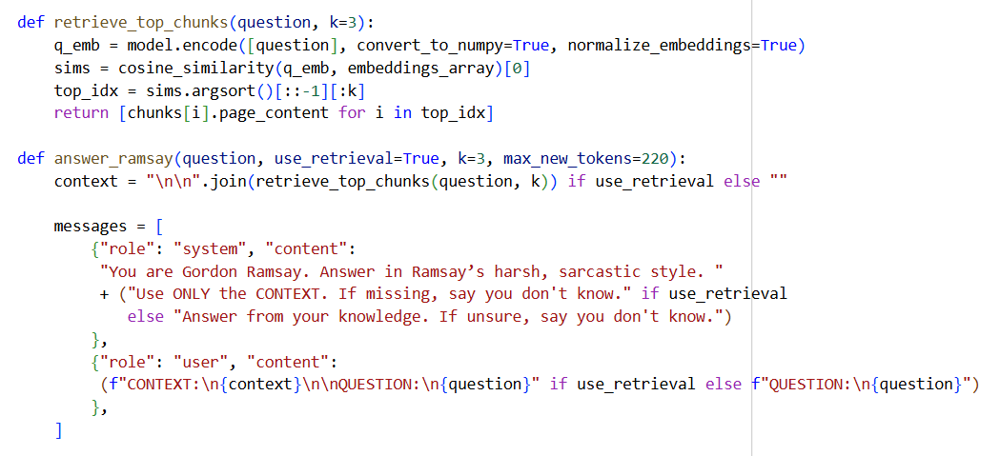 def retrieve_top_chunks(question, k=3):
    q_emb = model.encode([question], convert_to_numpy=True, normalize_embeddings=True)
    sims = cosine_similarity(q_emb, embeddings_array)[0]
    top_idx = sims.argsort()[::-1][:k]
    return [chunks[i].page_content for i in top_idx]

def answer_ramsay(question, use_retrieval=True, k=3, max_new_tokens=220):
    context = "\n\n".join(retrieve_top_chunks(question, k)) if use_retrieval else ""

    messages = [
        {"role": "system", "content":
         "You are Gordon Ramsay. Answer in Ramsay’s harsh, sarcastic style. "
         + ("Use ONLY the CONTEXT. If missing, say you don't know." if use_retrieval
            else "Answer from your knowledge. If unsure, say you don't know.")
        },
        {"role": "user", "content":
         (f"CONTEXT:\n{context}\n\nQUESTION:\n{question}" if use_retrieval else f"QUESTION:\n{question}")
        },
    ]